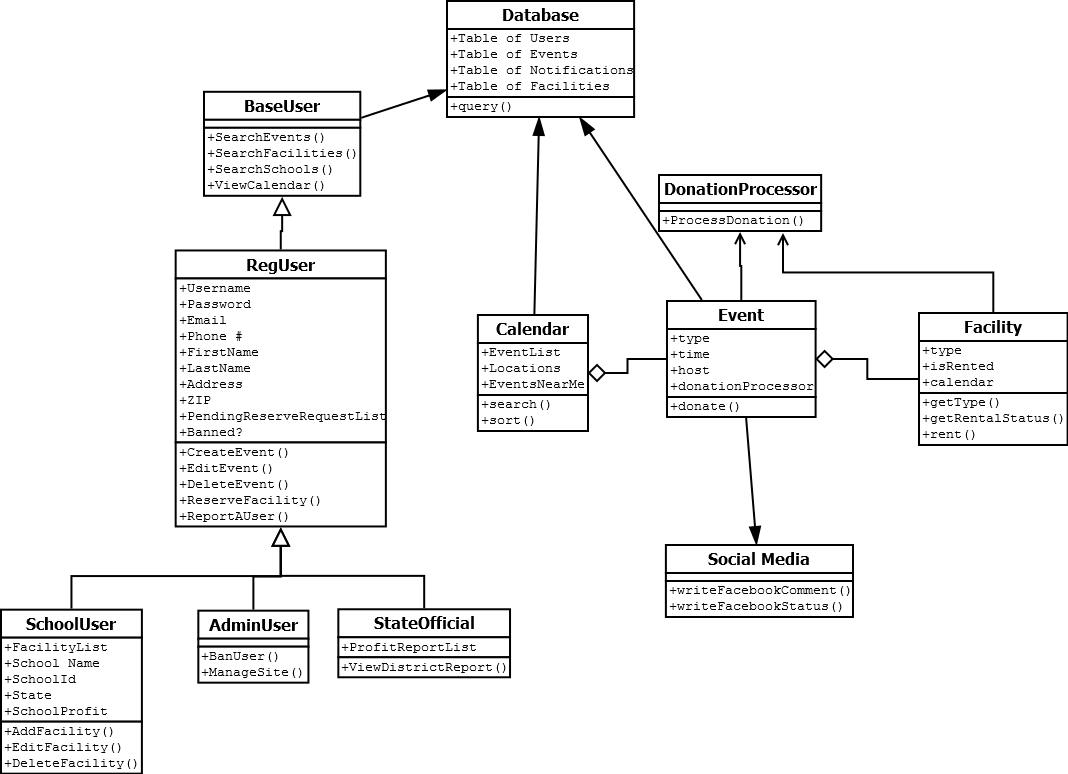 Database
+Table of Users
+Table of Events
+Table of Notifications
+Table of Facilities
+query()
BaseUser
+SearchEvents()
+SearchFacilities()
+SearchSchools()
+ViewCalendar()
DonationProcessor
+ProcessDonation()
RegUser
+Username
+Password
+Email
+Phone #
+FirstName
+LastName
+Address
+ZIP
+PendingReserveRequestList
+Banned?
+CreateEvent()
+EditEvent()
+DeleteEvent()
+ReserveFacility()
+ReportAUser()
Calendar
+EventList
+Locations
+EventsNearMe
+search()
+sort()
Event
+type
+time
+host
+donationProcessor
+donate()
Facility
+type
+isRented
+calendar
+getType()
+getRentalStatus()
+rent()
Social Media
+writeFacebookComment()
+writeFacebookStatus()
SchoolUser
+FacilityList
+School Name
+SchoolId
+State
+SchoolProfit
+AddFacility()
+EditFacility()
+DeleteFacility()
AdminUser
+BanUser()
+ManageSite()
StateOfficial
+ProfitReportList
+ViewDistrictReport()